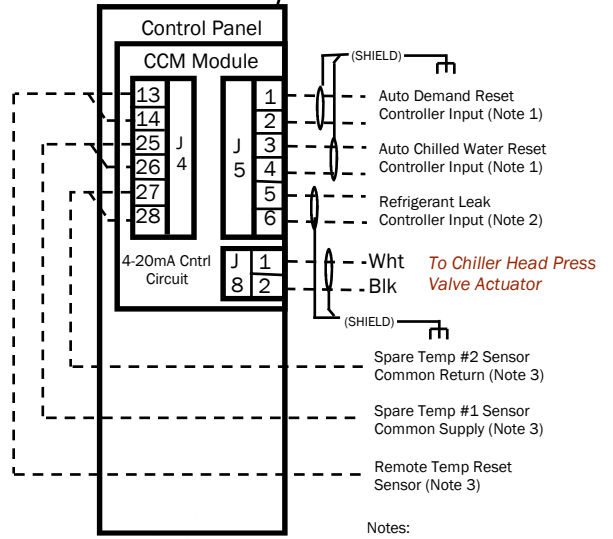 Control Panel
CCM Module
(SHIELD)
13
14
25
26
27
28
J
4
J
5
1
2
3
4
5
6
Auto Demand Reset
Controller Input (Note 1)
Auto Chilled Water Reset
Controller Input (Note 1)
Refrigerant Leak
Controller Input (Note 2)
4-20mA Cntrl
Circuit
J
8
1
2
Wht
Blk
To Chiller Head Press
Valve Actuator
(SHIELD)
Spare Temp #2 Sensor
Common Return (Note 3)
Spare Temp #1 Sensor
Common Supply (Note 3)
Remote Temp Reset
Sensor (Note 3)
Notes: